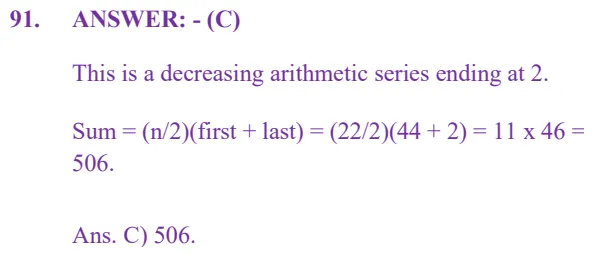 91. ANSWER: - (C)
This is a decreasing arithmetic series ending at 2.
Sum = (n/2)(first + last) = (22/2)(44 + 2) = 11 x 46 =
506.
Ans. C) 506.